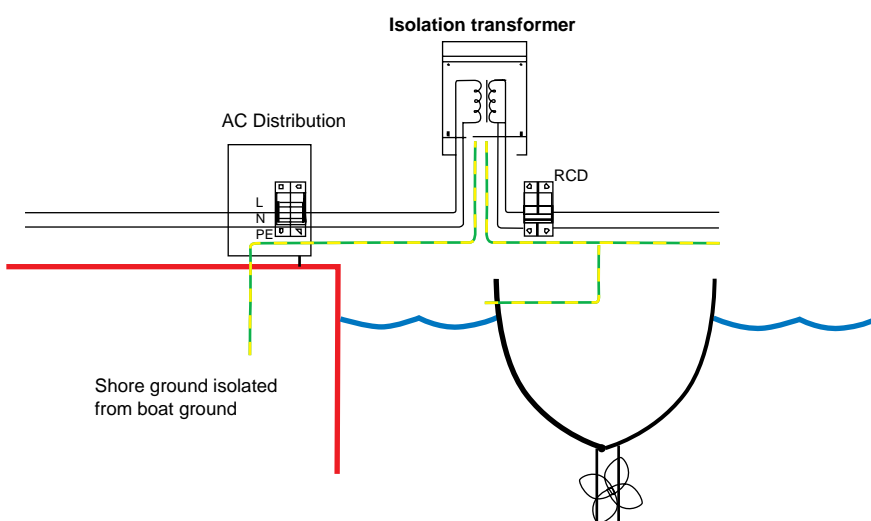 Isolation transformer
AC Distribution
RCD
L
N
PE
Shore ground isolated
from boat ground